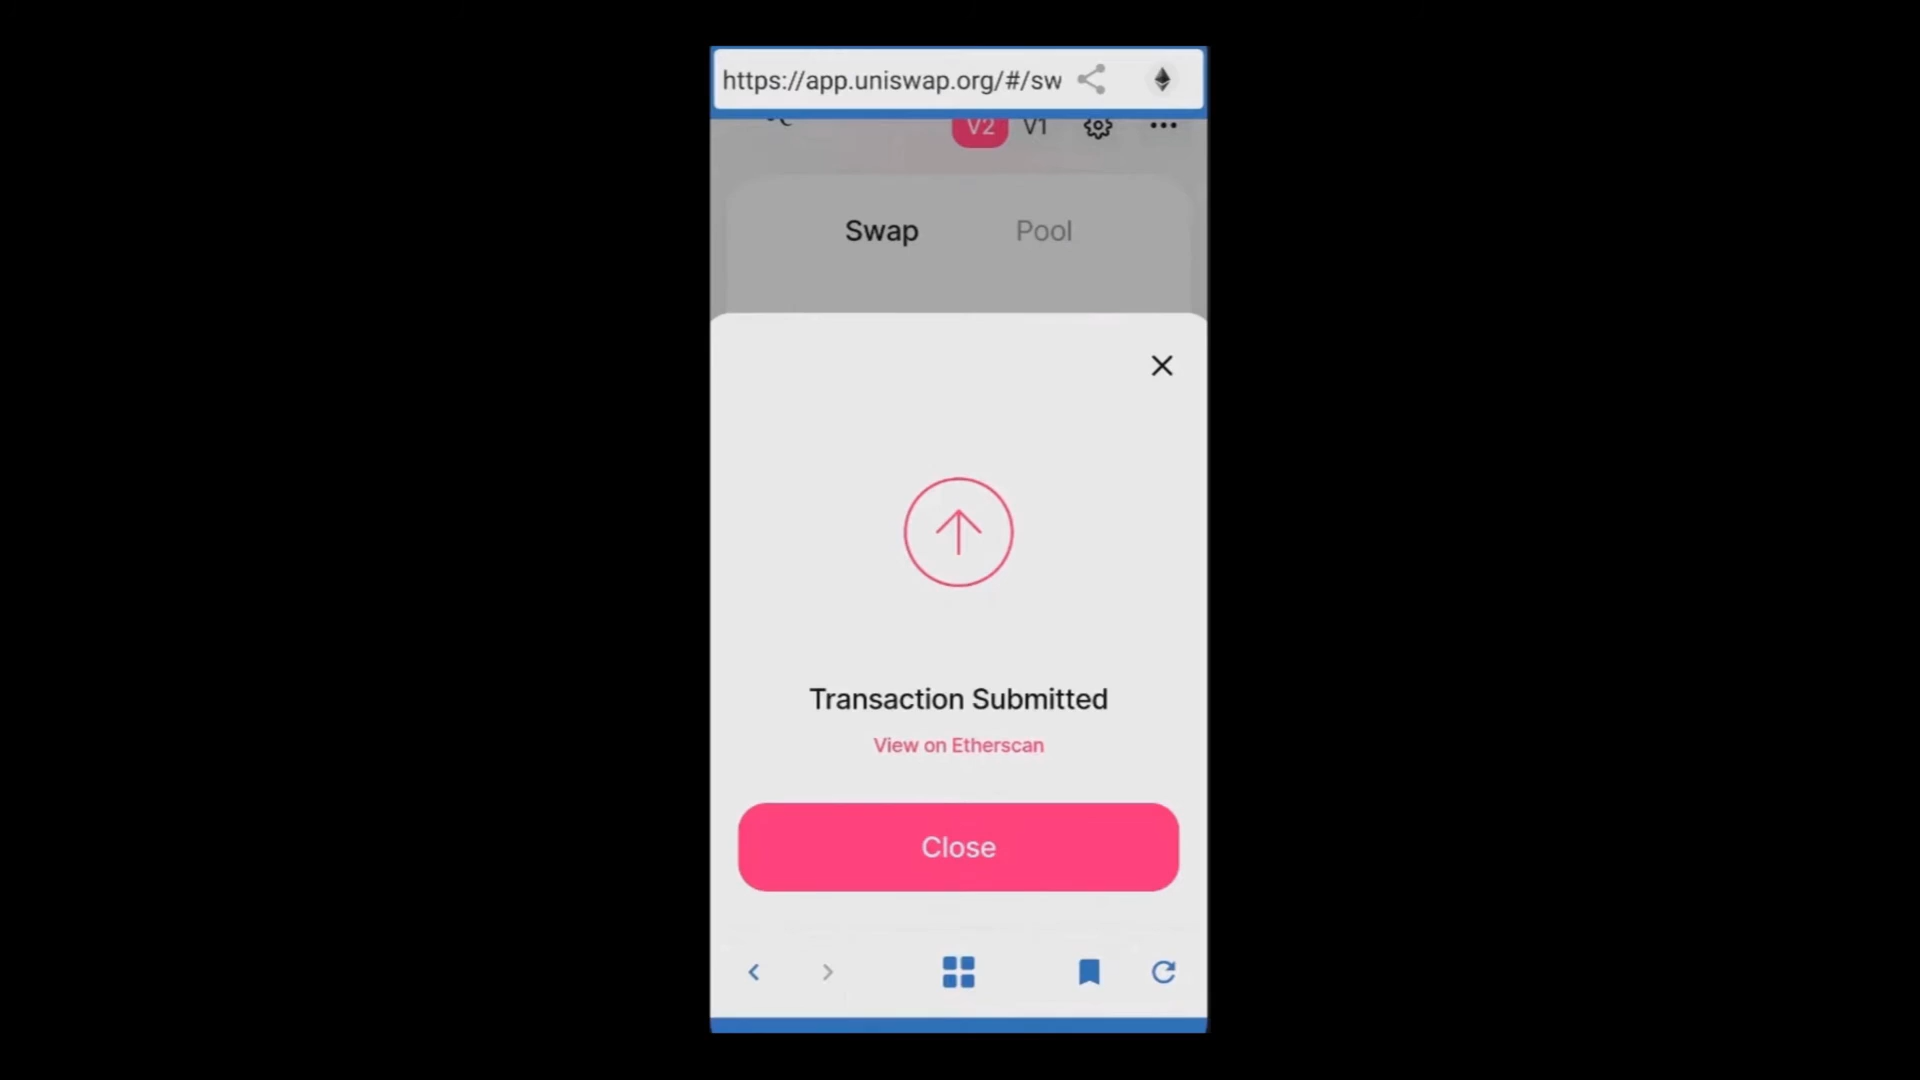 https://app.uniswap.org/#/sw
V2 V1
Swap Pool
Transaction Submitted
View on Etherscan
Close